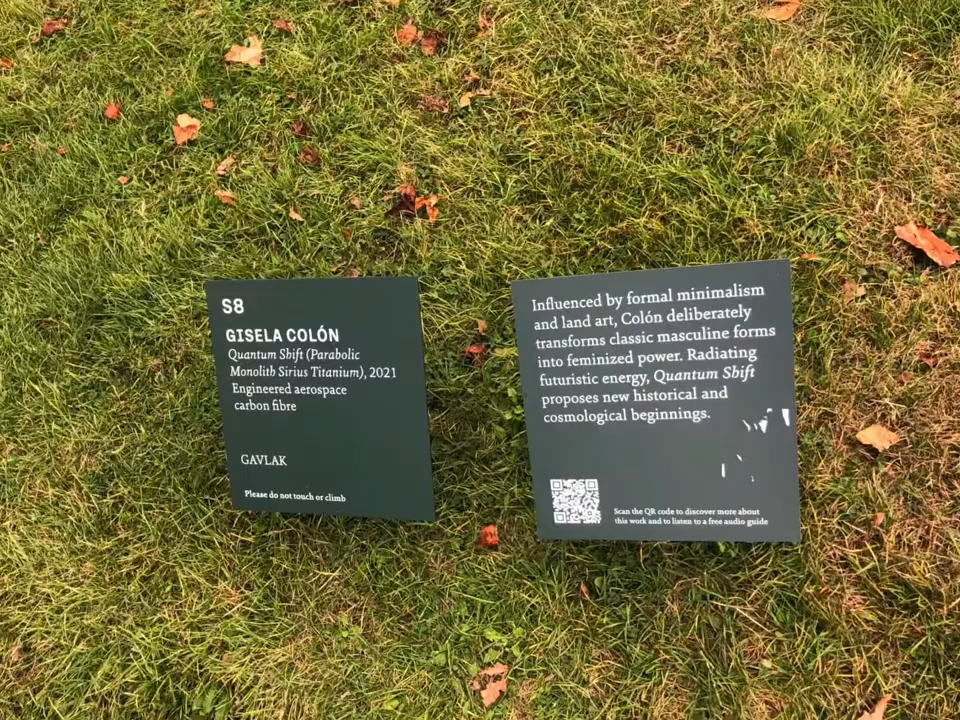 S8
GISELA COLÓN
Quantum Shift (Parabolic
Monolith Sirius Titanium), 2021
Engineered aerospace
carbon fibre
GAVLAK
Please do not touch or climb
Influenced by formal minimalism
and land art, Colón deliberately
transforms classic masculine forms
into feminized power. Radiating
futuristic energy, Quantum Shift
proposes new historical and
cosmological beginnings.
Scan the QR code to discover more about
this work and to listen to a free audio guide